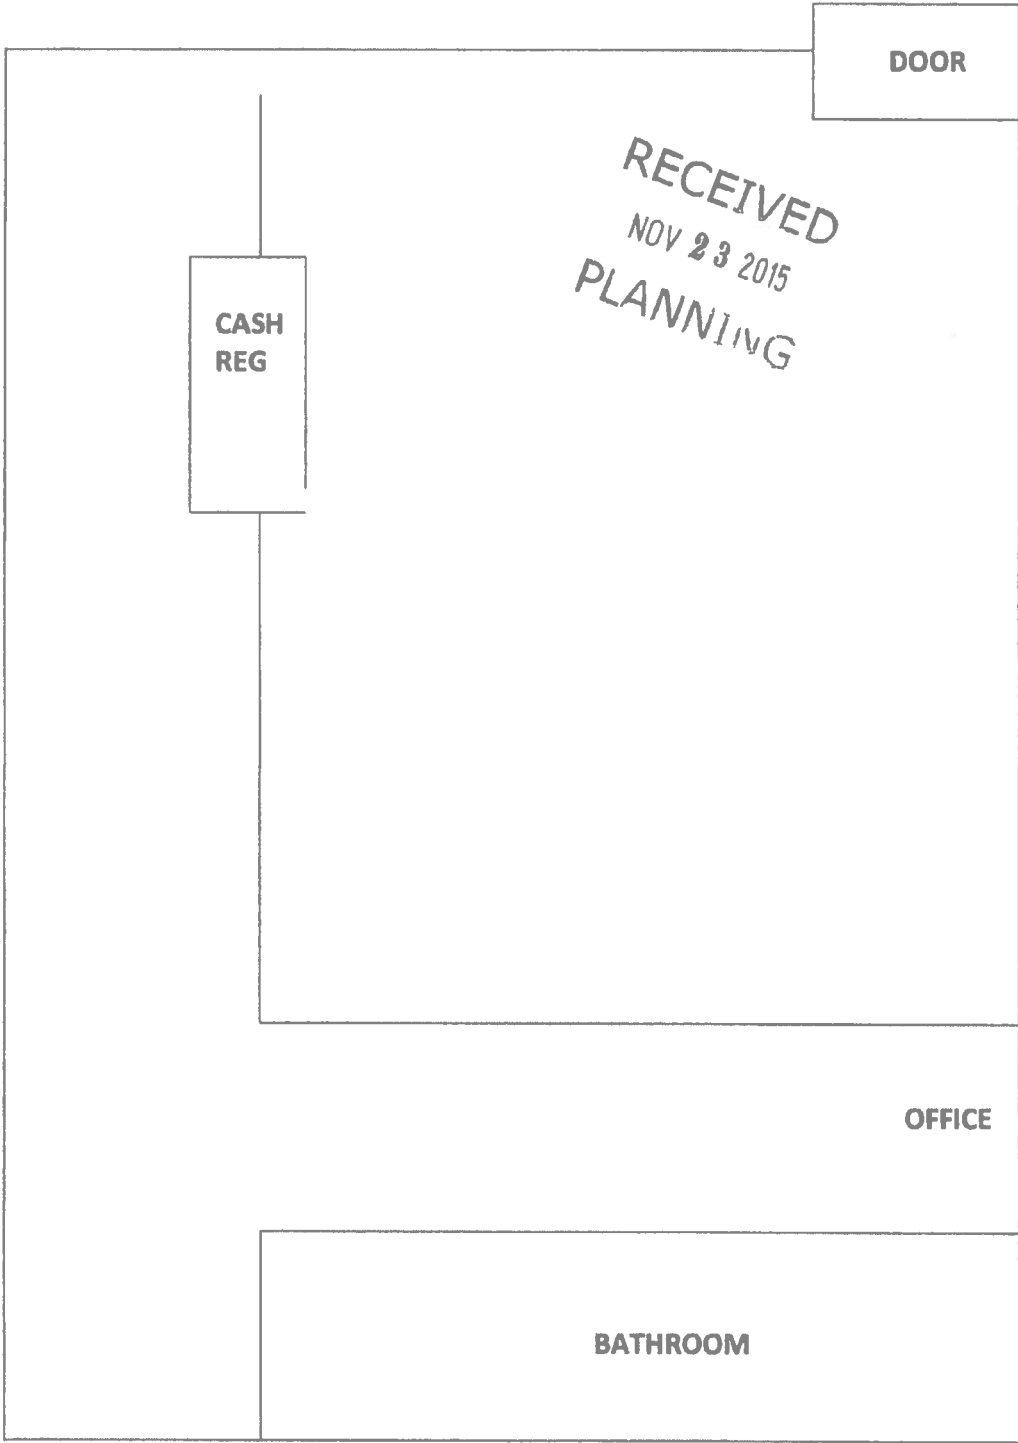 DOOR
RECEIVED
NOV 23 2015
PLANNING
CASH
REG
OFFICE
BATHROOM